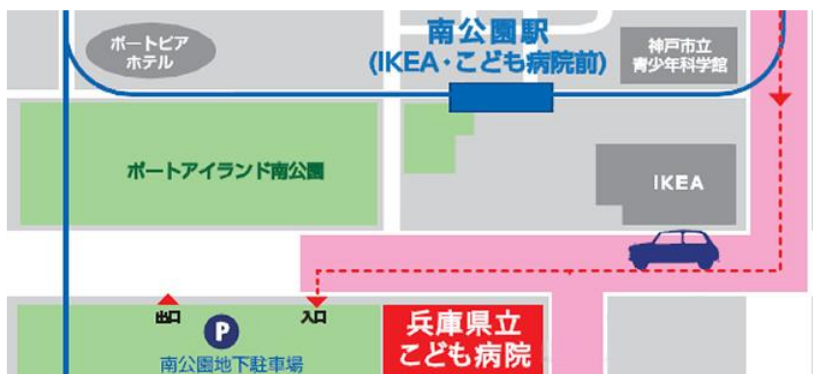 ポートピア
ホテル
南公園駅
(IKEA・こども病院前)
神戸市立
青少年科学館
ポートアイランド南公園
IKEA
出口
入口
P
南公園地下駐車場
兵庫県立
こども病院